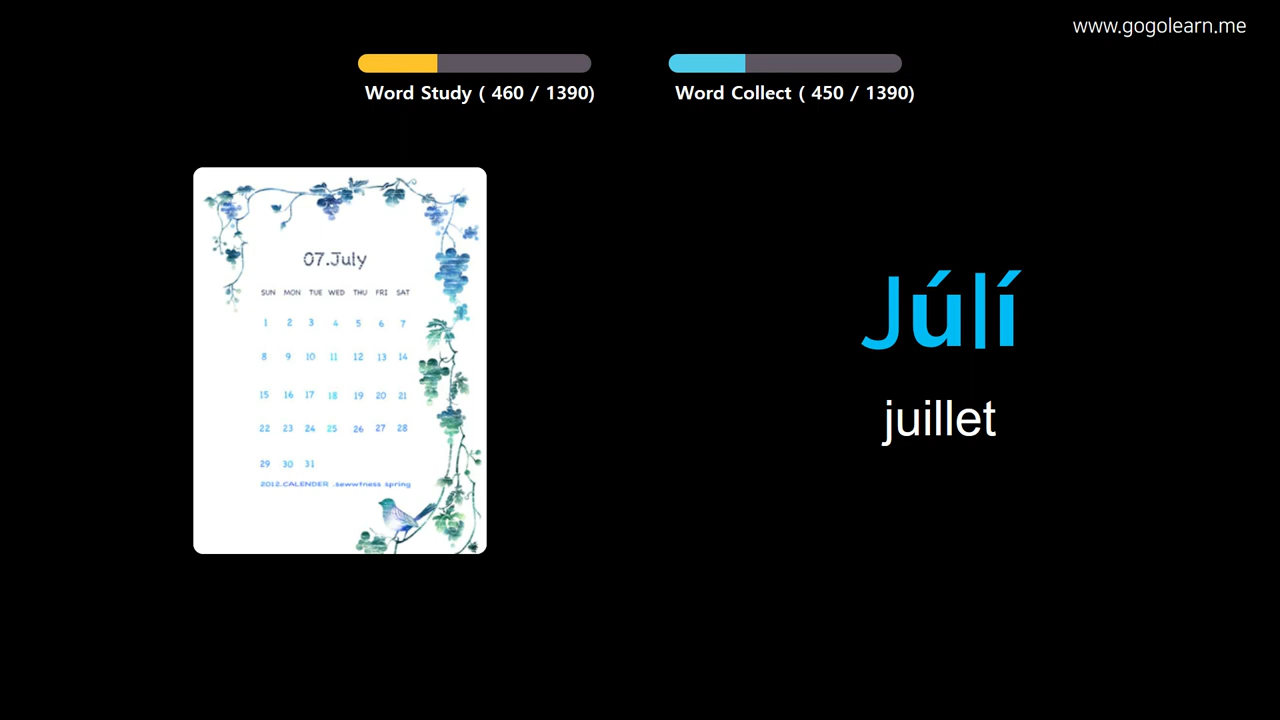 www.gogolearn.me
Word Study ( 460 / 1390)
Word Collect ( 450 / 1390)
07.July
SUN MON TUE WED THU FRI SAT
1 2 3 4 5 6 7
8 9 10 11 12 13 14
15 16 17 18 19 20 21
22 23 24 25 26 27 28
29 30 31
2012.CALENDER .sewwtness spring
Júlí
juillet